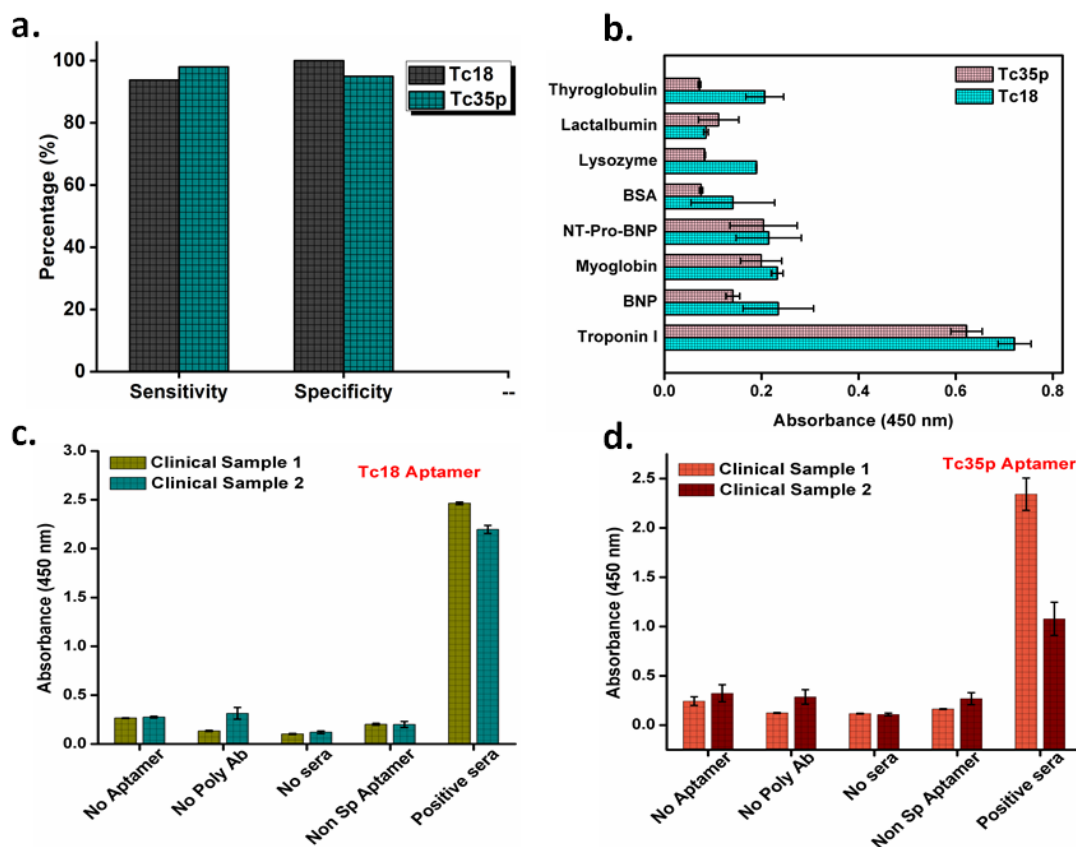 a.
100
80
60
40
20
0
Percentage (%)
Tc18
Tc35p
Sensitivity
Specificity
--
b.
Tc35p
Tc18
Thyroglobulin
Lactalbumin
Lysozyme
BSA
NT-Pro-BNP
Myoglobin
BNP
Troponin I
0.0 0.2 0.4 0.6 0.8
Absorbance (450 nm)
c.
3.0
2.5
2.0
1.5
1.0
0.5
0.0
Absorbance (450 nm)
Clinical Sample 1
Clinical Sample 2
Tc18 Aptamer
No Aptamer
No Poly Ab
No sera
Non Sp Aptamer
Positive sera
d.
2.5
2.0
1.5
1.0
0.5
0.0
Absorbance (450 nm)
Clinical Sample 1
Clinical Sample 2
Tc35p Aptamer
No Aptamer
No Poly Ab
No sera
Non Sp Aptamer
Positive sera